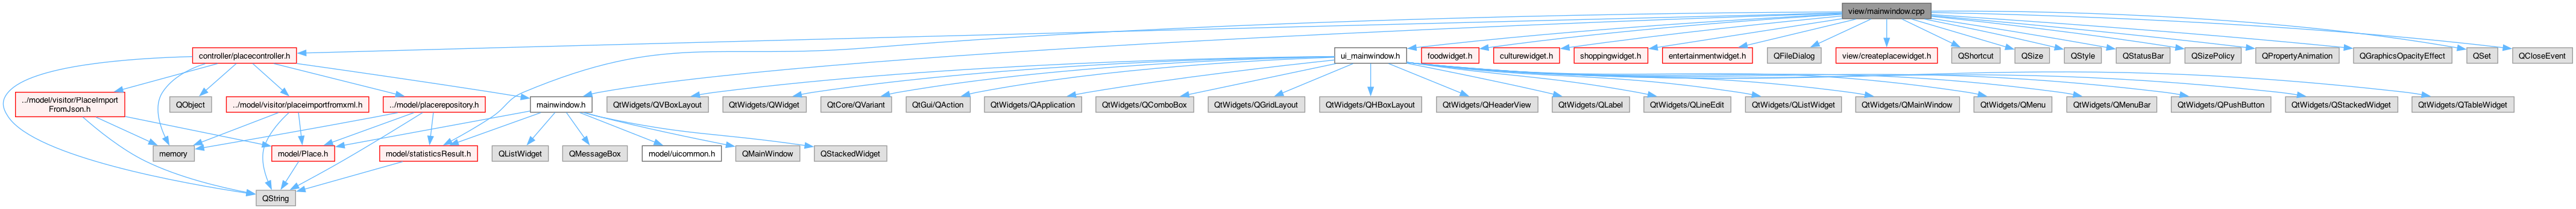 view/mainwindow.cpp
controller/placecontroller.h
ui_mainwindow.h
foodwidget.h
culturewidget.h
shoppingwidget.h
entertainmentwidget.h
QFileDialog
view/createplacewidget.h
QShortcut
QSize
QStyle
QStatusBar
QSizePolicy
QPropertyAnimation
QGraphicsOpacityEffect
QSet
QCloseEvent
../model/visitor/PlaceImport
FromJson.h
QObject
../model/visitor/placeimportfromxml.h
../model/placerepository.h
mainwindow.h
QtWidgets/QVBoxLayout
QtWidgets/QWidget
QtCore/QVariant
QtGui/QAction
QtWidgets/QApplication
QtWidgets/QComboBox
QtWidgets/QGridLayout
QtWidgets/QHBoxLayout
QtWidgets/QHeaderView
QtWidgets/QLabel
QtWidgets/QLineEdit
QtWidgets/QListWidget
QtWidgets/QMainWindow
QtWidgets/QMenu
QtWidgets/QMenuBar
QtWidgets/QPushButton
QtWidgets/QStackedWidget
QtWidgets/QTableWidget
memory
model/Place.h
model/statisticsResult.h
QListWidget
QMessageBox
model/uicommon.h
QMainWindow
QStackedWidget
QString